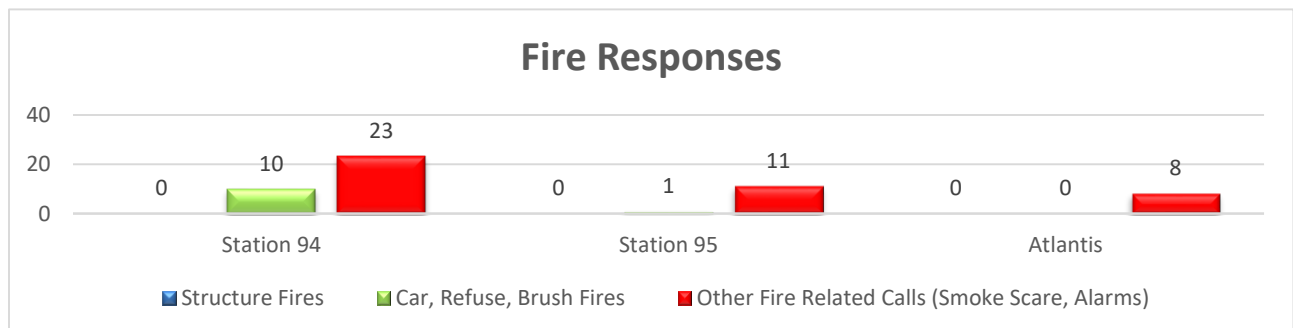 Fire Responses
40
20
0
0
10
23
0
1
11
0
0
8
Station 94
Station 95
Atlantis
Structure Fires
Car, Refuse, Brush Fires
Other Fire Related Calls (Smoke Scare, Alarms)